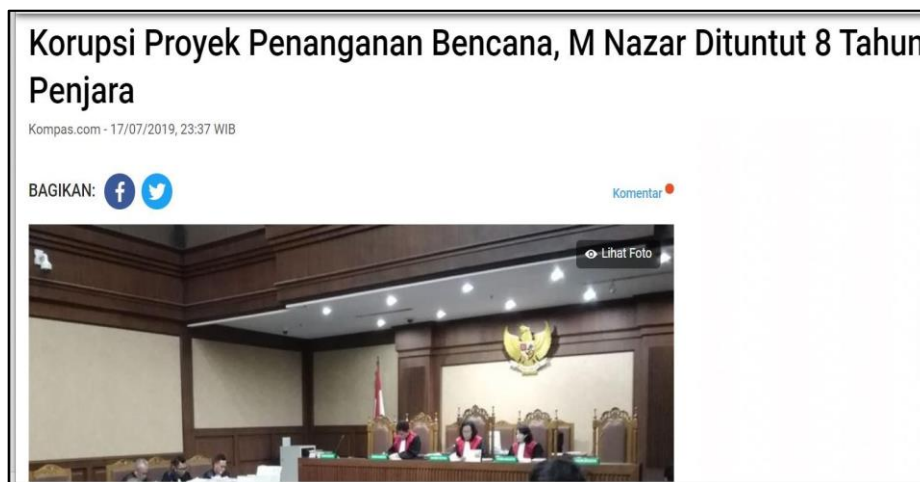 Korupsi Proyek Penanganan Bencana, M Nazar Dituntut 8 Tahun
Penjara
Kompas.com - 17/07/2019, 23:37 WIB
BAGIKAN:
Komentar
Lihat Foto